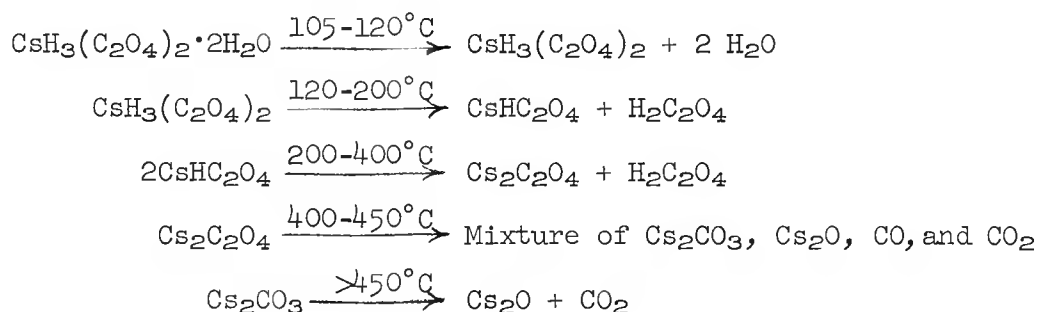 CsH₃(C₂O₄)₂·2H₂O 105-120°C CsH₃(C₂O₄)₂ + 2 H₂O
CsH₃(C₂O₄)₂ 120-200°C CsHC₂O₄ + H₂C₂O₄
2CsHC₂O₄ 200-400°C Cs₂C₂O₄ + H₂C₂O₄
Cs₂C₂O₄ 400-450°C Mixture of Cs₂CO₃, Cs₂O, CO, and CO₂
Cs₂CO₃ >450°C Cs₂O + CO₂